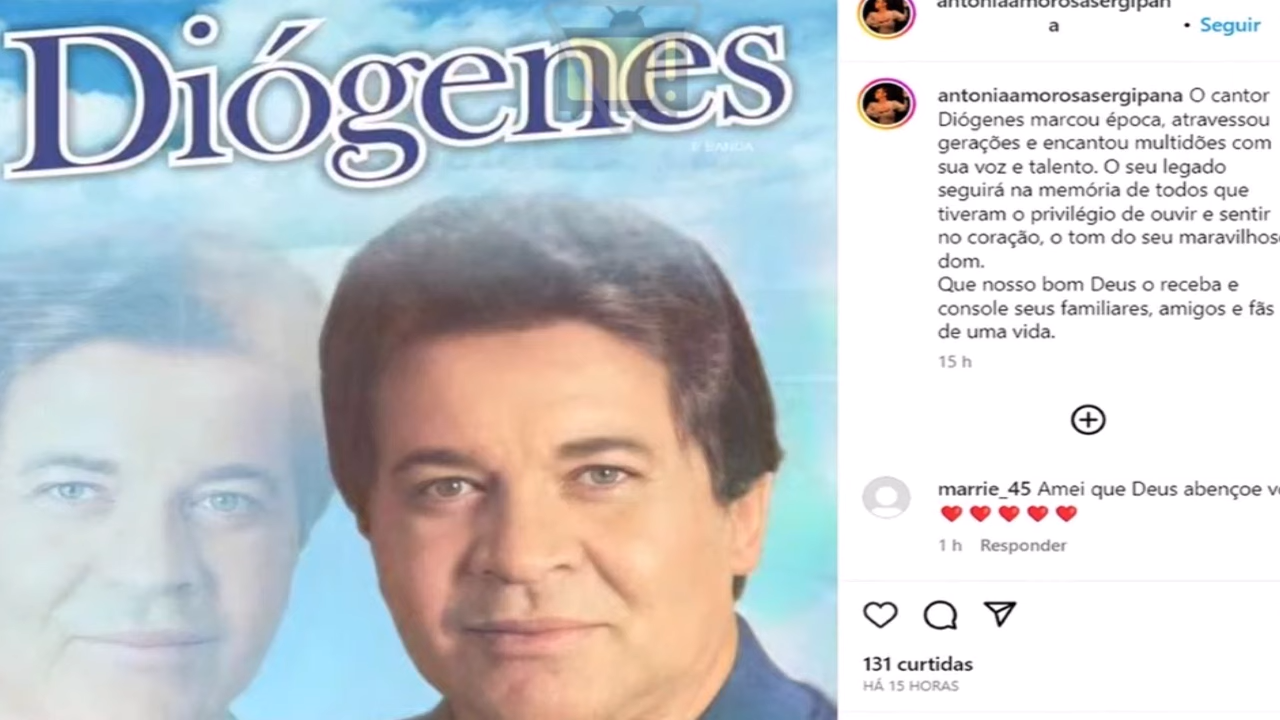 Diógenes
E BANDA
antoniaamorosasergipan
a
• Seguir
antoniaamorosasergipana O cantor
Diógenes marcou época, atravessou
gerações e encantou multidões com
sua voz e talento. O seu legado
seguirá na memória de todos que
tiveram o privilégio de ouvir e sentir
no coração, o tom do seu maravilhoso
dom.
Que nosso bom Deus o receba e
console seus familiares, amigos e fãs
de uma vida.
15 h
marrie_45 Amei que Deus abençoe v
1 h Responder
131 curtidas
HÁ 15 HORAS